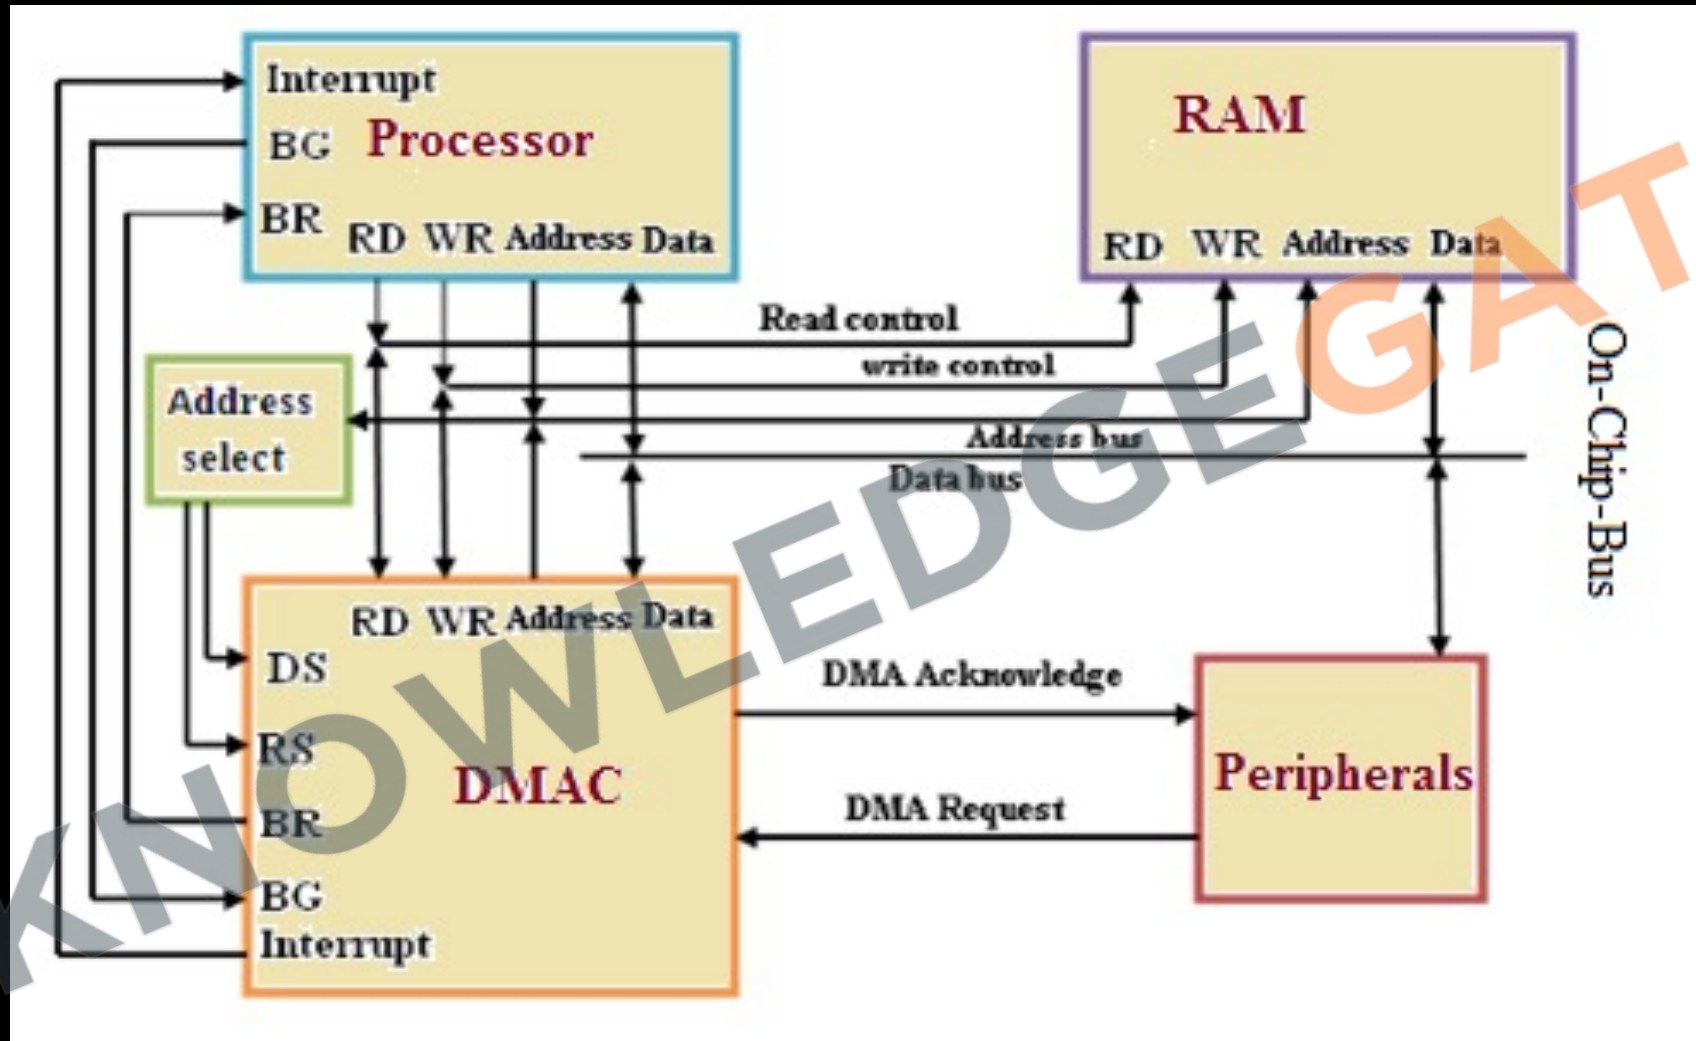 Interrupt
BG
Processor
BR
RD WR Address Data
RAM
RD WR Address Data
Read control
write control
Address bus
Data bus
On-Chip-Bus
Address
select
RD WR Address Data
DS
RS
DMAC
BR
BG
Interrupt
DMA Acknowledge
DMA Request
Peripherals
KNOWLEDGEGAT